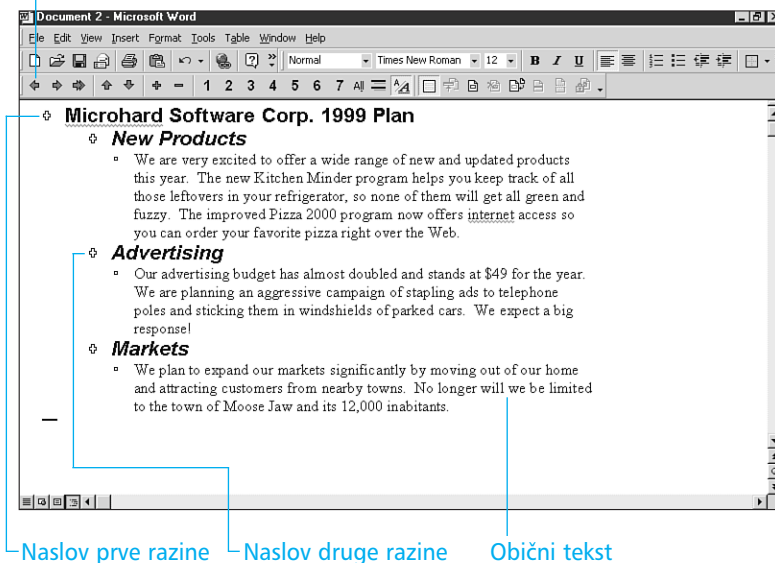 Document 2 - Microsoft Word
File Edit View Insert Format Tools Table Window Help
Normal Times New Roman 12 B I U
1 2 3 4 5 6 7 All
Microhard Software Corp. 1999 Plan
New Products
We are very excited to offer a wide range of new and updated products
this year. The new Kitchen Minder program helps you keep track of all
those leftovers in your refrigerator, so none of them will get all green and
fuzzy. The improved Pizza 2000 program now offers internet access so
you can order your favorite pizza right over the Web.
Advertising
Our advertising budget has almost doubled and stands at $49 for the year.
We are planning an aggressive campaign of stapling ads to telephone
poles and sticking them in windshields of parked cars. We expect a big
response!
Markets
We plan to expand our markets significantly by moving out of our home
and attracting customers from nearby towns. No longer will we be limited
to the town of Moose Jaw and its 12,000 inabitants.
Naslov prve razine Naslov druge razine Obični tekst